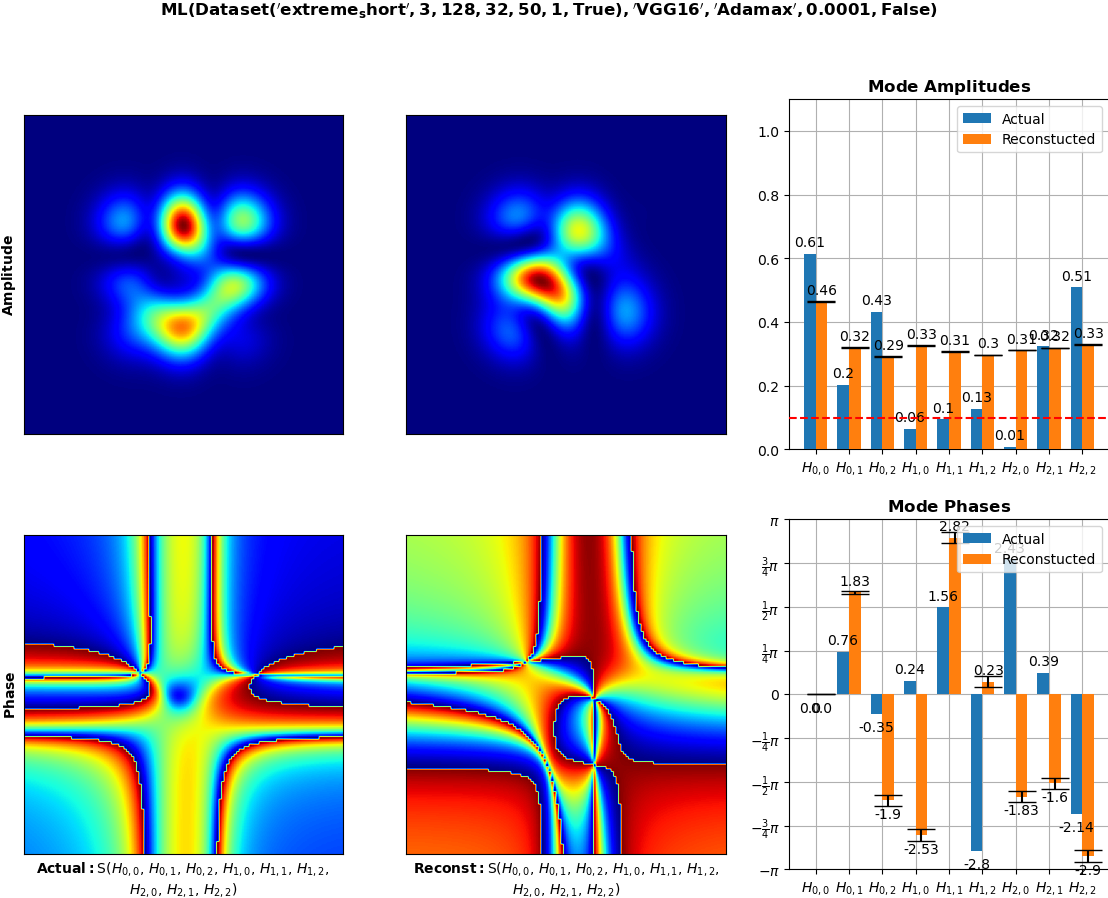 ML(Dataset('extreme_short', 3, 128, 32, 50, 1, True), 'VGG16', 'Adamax', 0.0001, False)
Amplitude
Mode Amplitudes
Actual
Reconstucted
1.0
0.8
0.6
0.4
0.2
0.0
0.61
0.46
0.2
0.32
0.43
0.29
0.06
0.33
0.1
0.31
0.13
0.3
0.01
0.31
0.32
0.32
0.51
0.33
H0,0 H0,1 H0,2 H1,0 H1,1 H1,2 H2,0 H2,1 H2,2
Phase
Mode Phases
Actual
Reconstucted
π
3/4π
1/2π
1/4π
0
−1/4π
−1/2π
−3/4π
−π
0.0
0.0
0.76
1.83
-0.35
-1.9
0.24
-2.53
1.56
2.82
-2.8
0.23
2.43
-1.83
0.39
-1.6
-2.14
-2.9
H0,0 H0,1 H0,2 H1,0 H1,1 H1,2 H2,0 H2,1 H2,2
Actual: S(H0,0, H0,1, H0,2, H1,0, H1,1, H1,2,
H2,0, H2,1, H2,2)
Reconst: S(H0,0, H0,1, H0,2, H1,0, H1,1, H1,2,
H2,0, H2,1, H2,2)